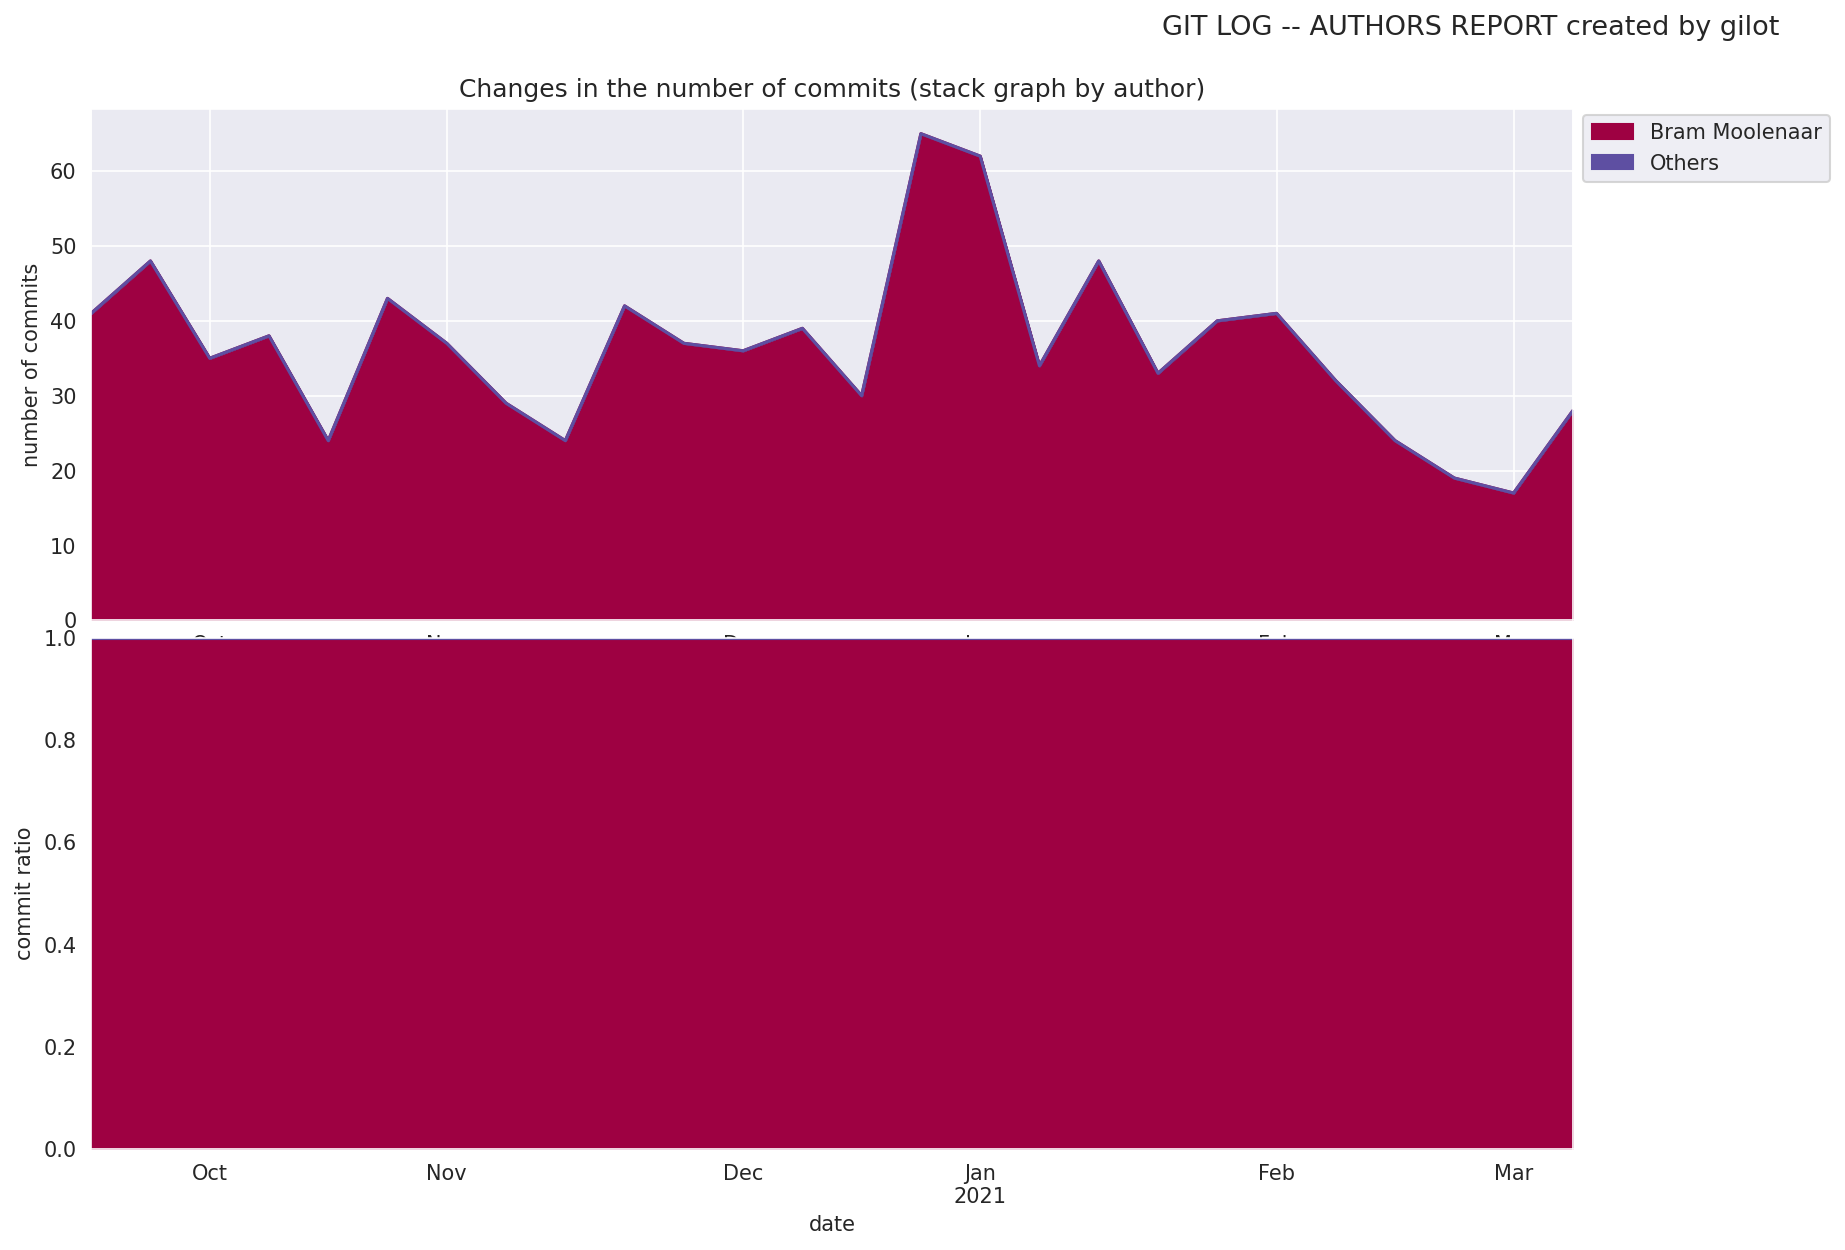 GIT LOG -- AUTHORS REPORT created by gilot
Changes in the number of commits (stack graph by author)
Bram Moolenaar
Others
number of commits
60
50
40
30
20
10
0
commit ratio
1.0
0.8
0.6
0.4
0.2
0.0
Oct Nov Dec Jan Feb Mar
2021
date